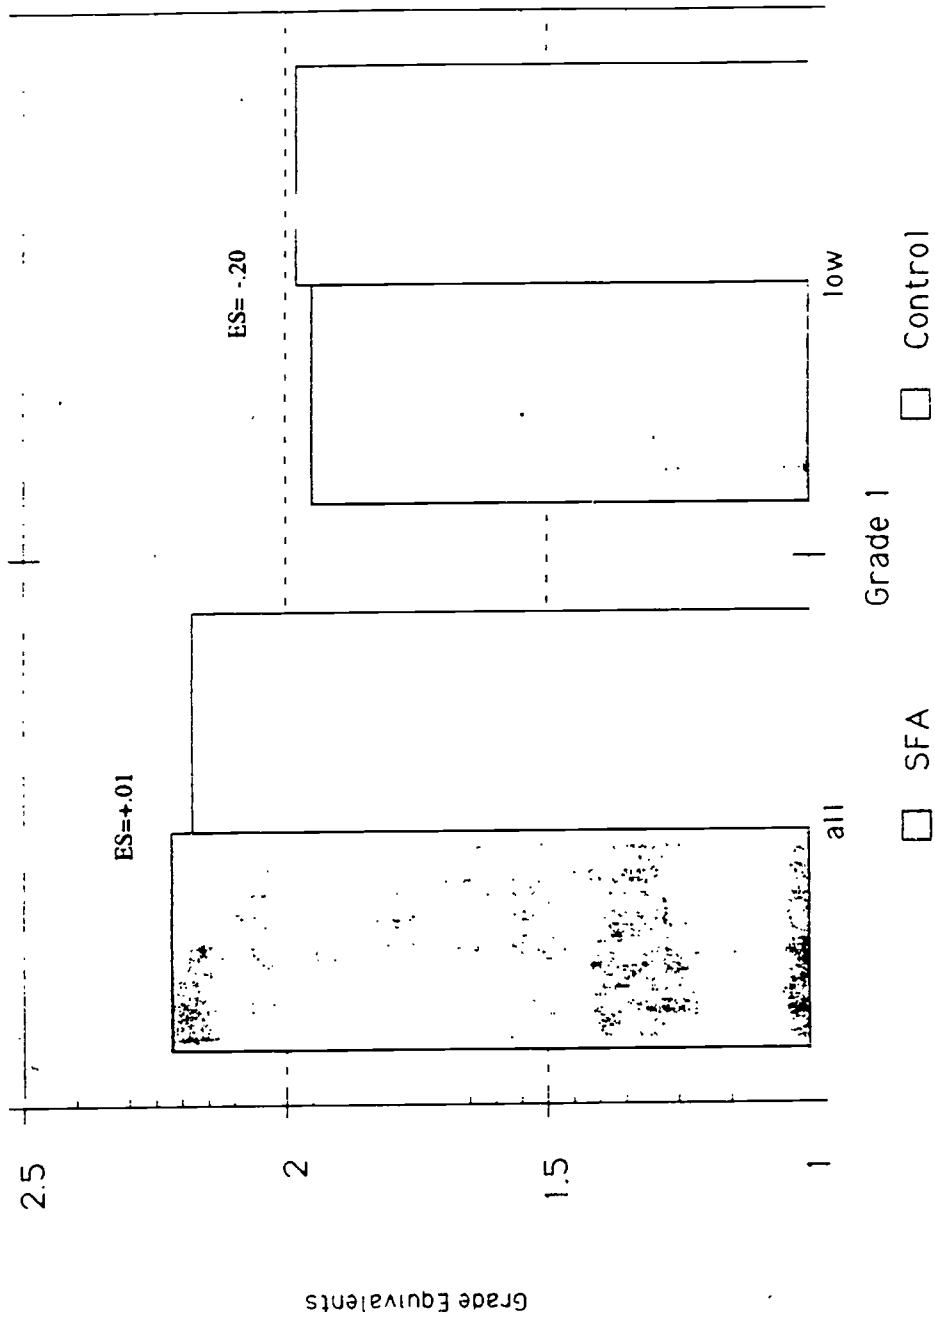 ES=+.01
ES= -.20
2.5
2
1.5
1
Grade Equivalents
all
low
Grade 1
SFA
Control